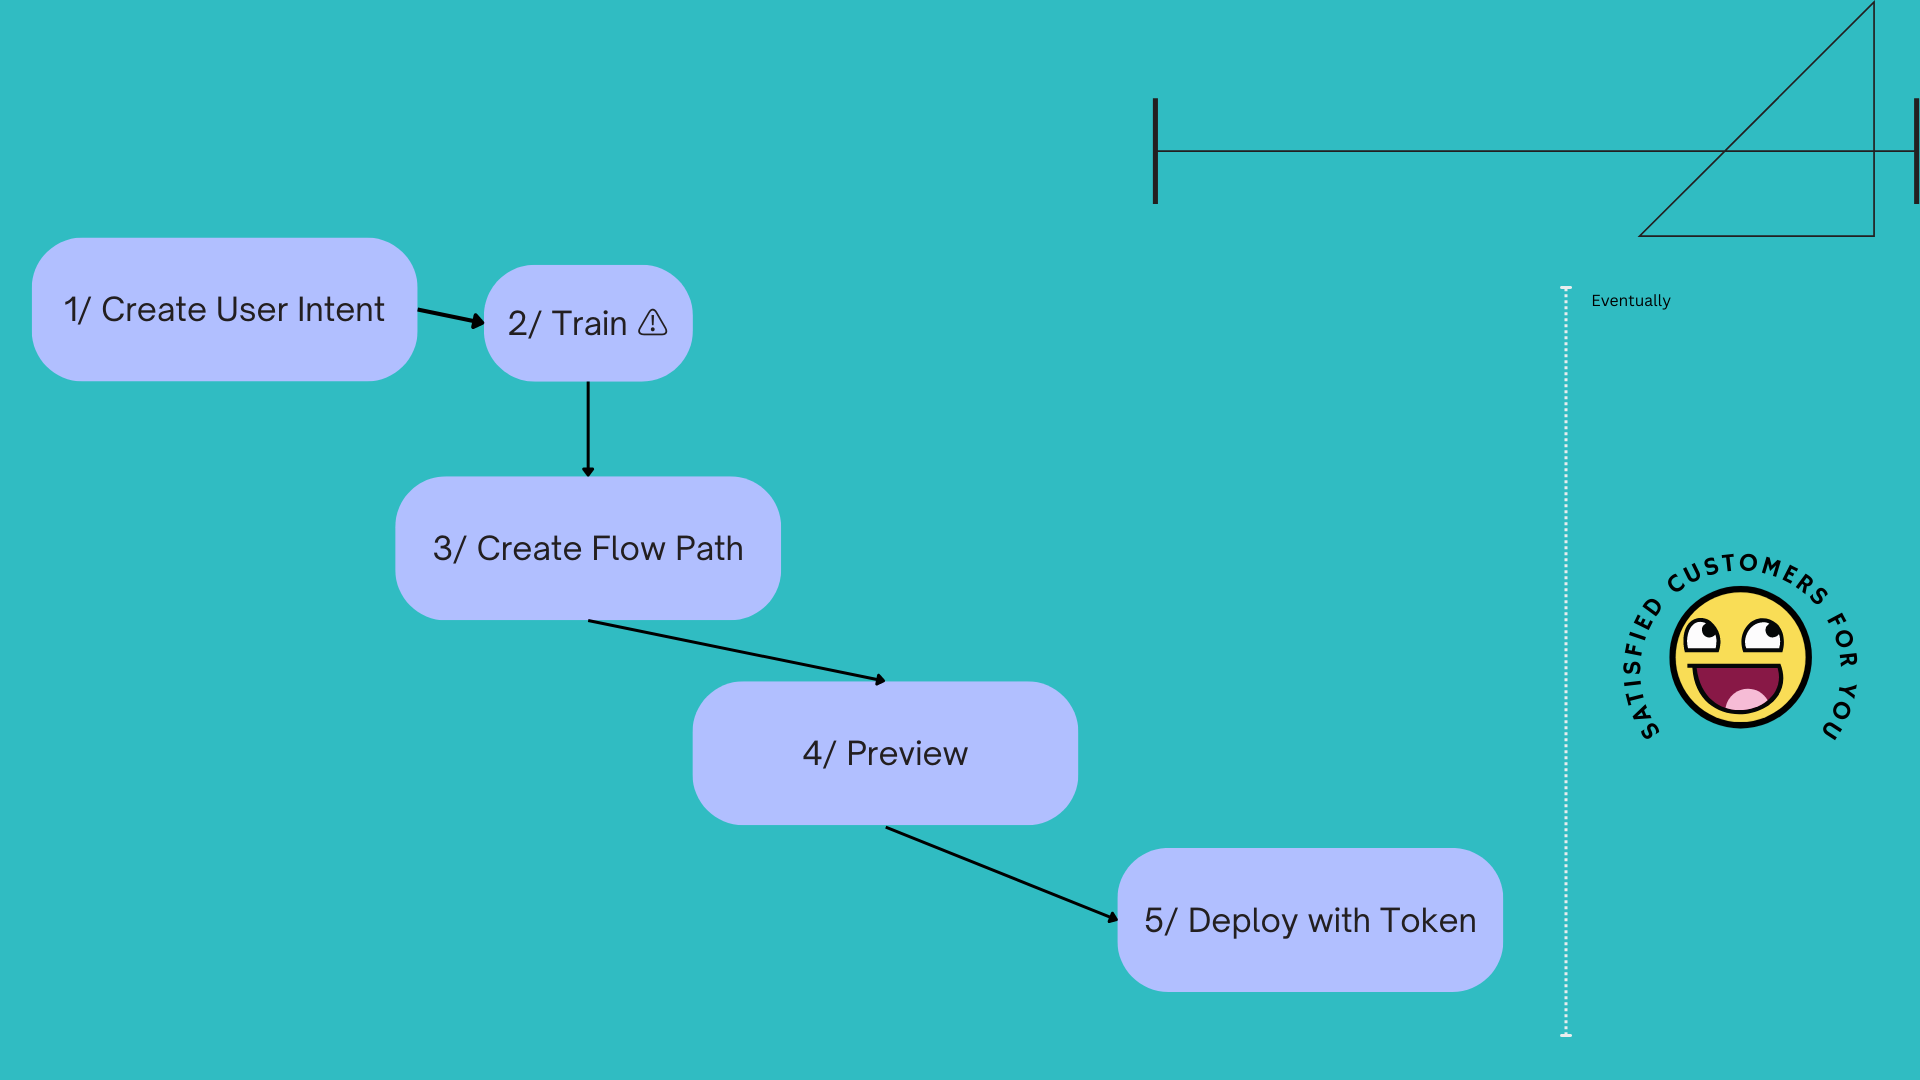 1/ Create User Intent
2/ Train ⚠
3/ Create Flow Path
4/ Preview
5/ Deploy with Token
Eventually
SATISFIED CUSTOMERS FOR YOU